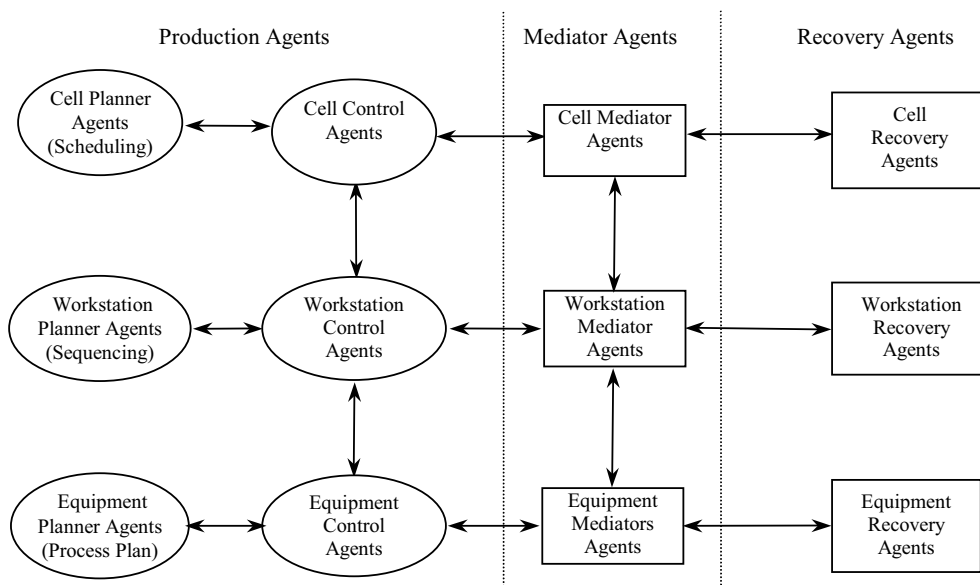 Production Agents
Mediator Agents
Recovery Agents
Cell Planner
Agents
(Scheduling)
Cell Control
Agents
Cell Mediator
Agents
Cell
Recovery
Agents
Workstation
Planner Agents
(Sequencing)
Workstation
Control
Agents
Workstation
Mediator
Agents
Workstation
Recovery
Agents
Equipment
Planner Agents
(Process Plan)
Equipment
Control
Agents
Equipment
Mediators
Agents
Equipment
Recovery
Agents